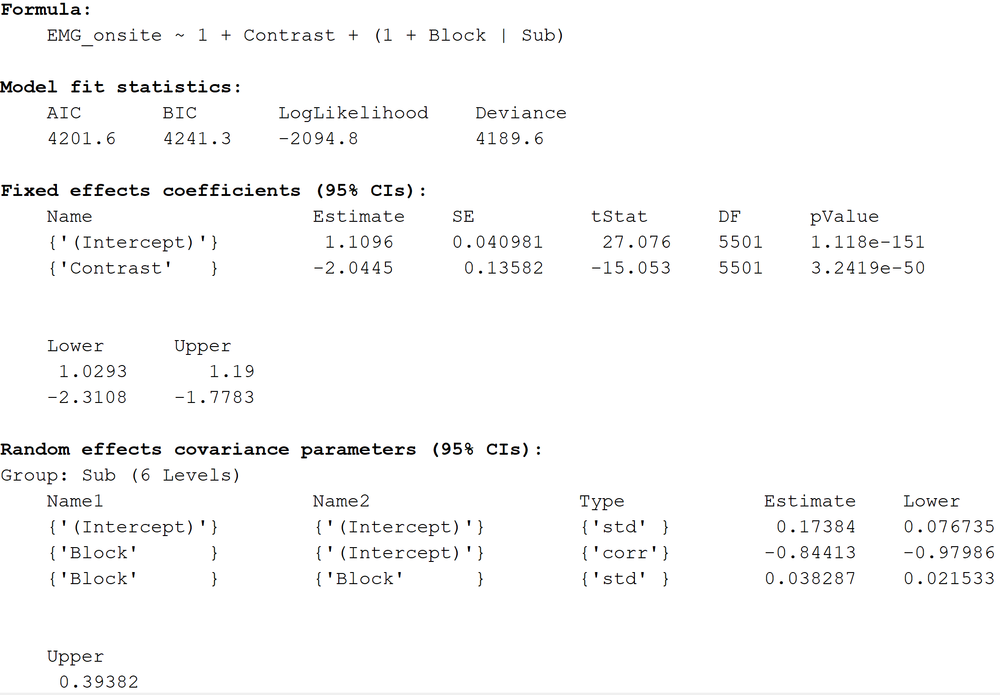 Formula:
EMG_onsite ~ 1 + Contrast + (1 + Block | Sub)
Model fit statistics:
AIC BIC LogLikelihood Deviance
4201.6 4241.3 -2094.8 4189.6
Fixed effects coefficients (95% CIs):
Name Estimate SE tStat DF pValue
{'(Intercept)'} 1.1096 0.040981 27.076 5501 1.118e-151
{'Contrast' } -2.0445 0.13582 -15.053 5501 3.2419e-50
Lower Upper
1.0293 1.19
-2.3108 -1.7783
Random effects covariance parameters (95% CIs):
Group: Sub (6 Levels)
Name1 Name2 Type Estimate Lower
{'(Intercept)'} {'(Intercept)'} {'std' } 0.17384 0.076735
{'Block' } {'(Intercept)'} {'corr'} -0.84413 -0.97986
{'Block' } {'Block' } {'std' } 0.038287 0.021533
Upper
0.39382